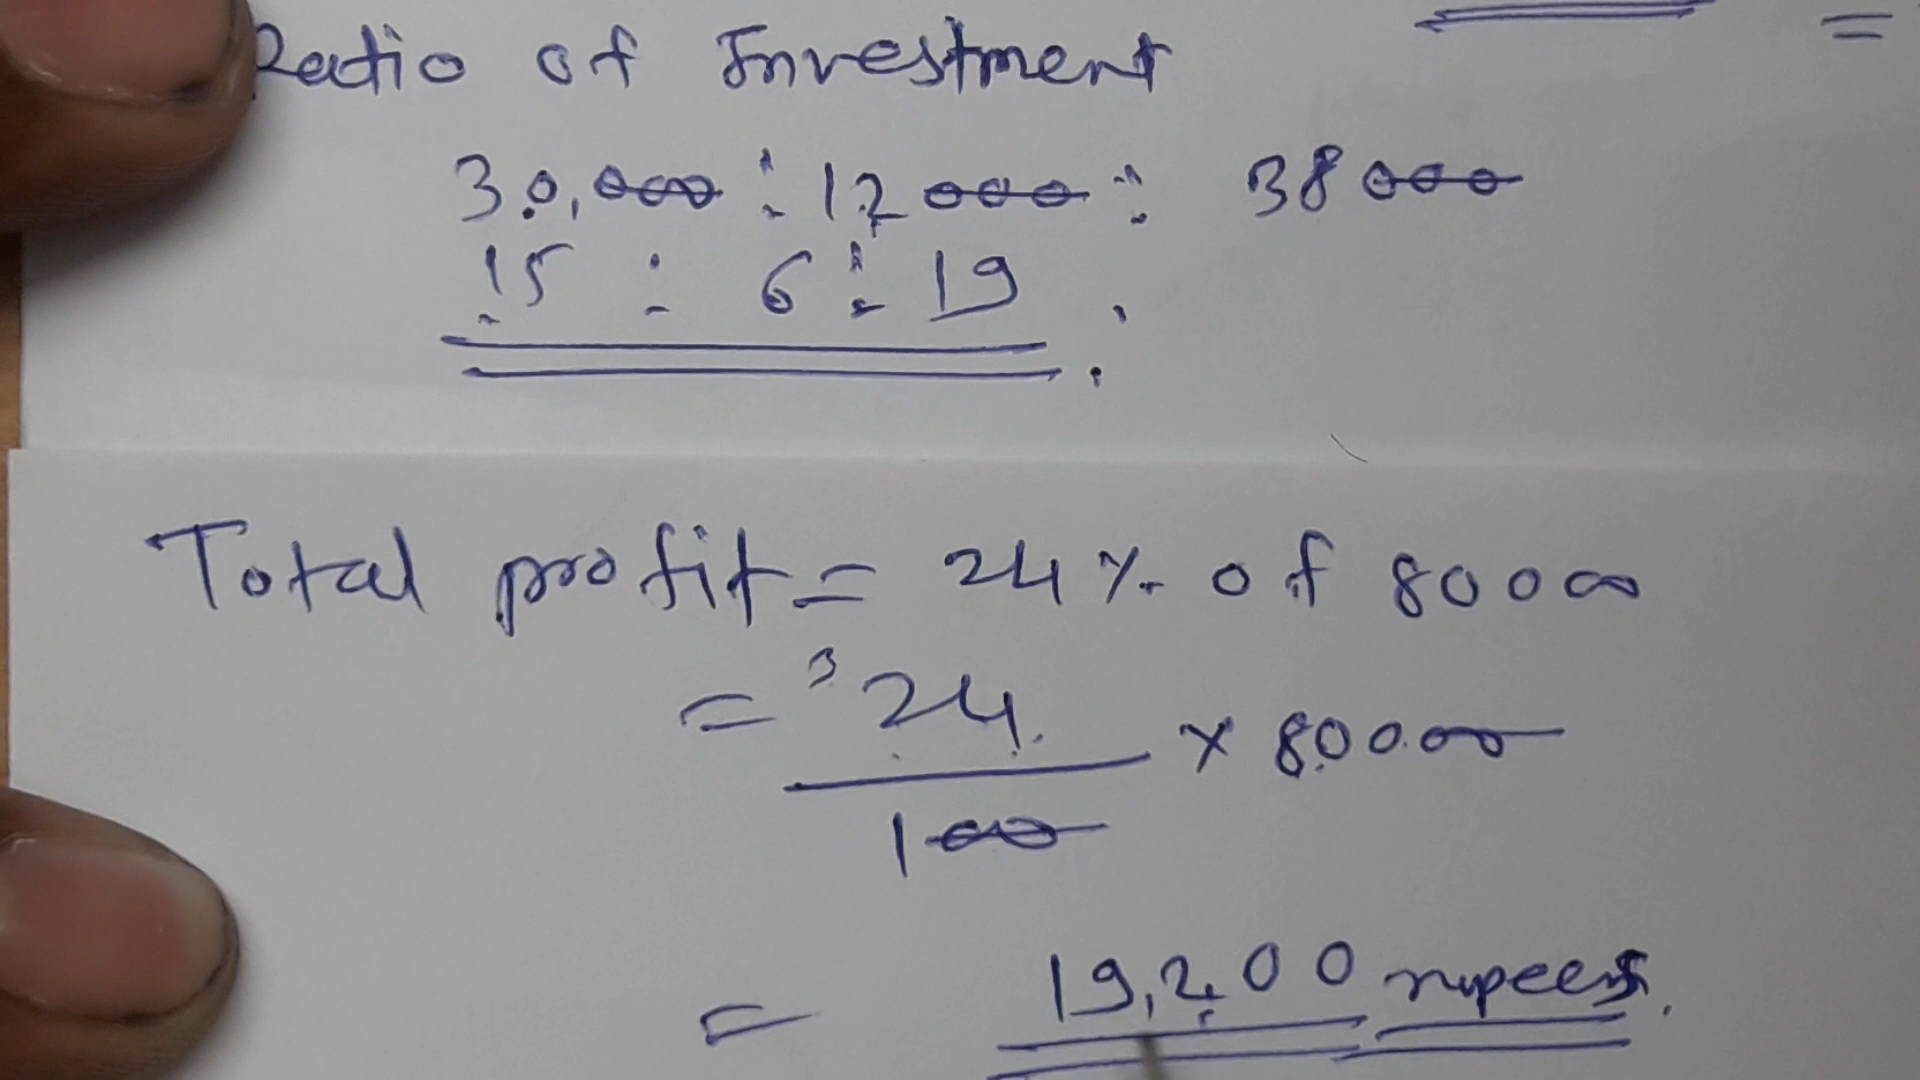 Ratio of Investment
30,000 : 12000 : 38000
15 : 6 : 19
Total profit = 24% of 80000
= 3 24 / 100 × 80000
= 19,200 rupees.